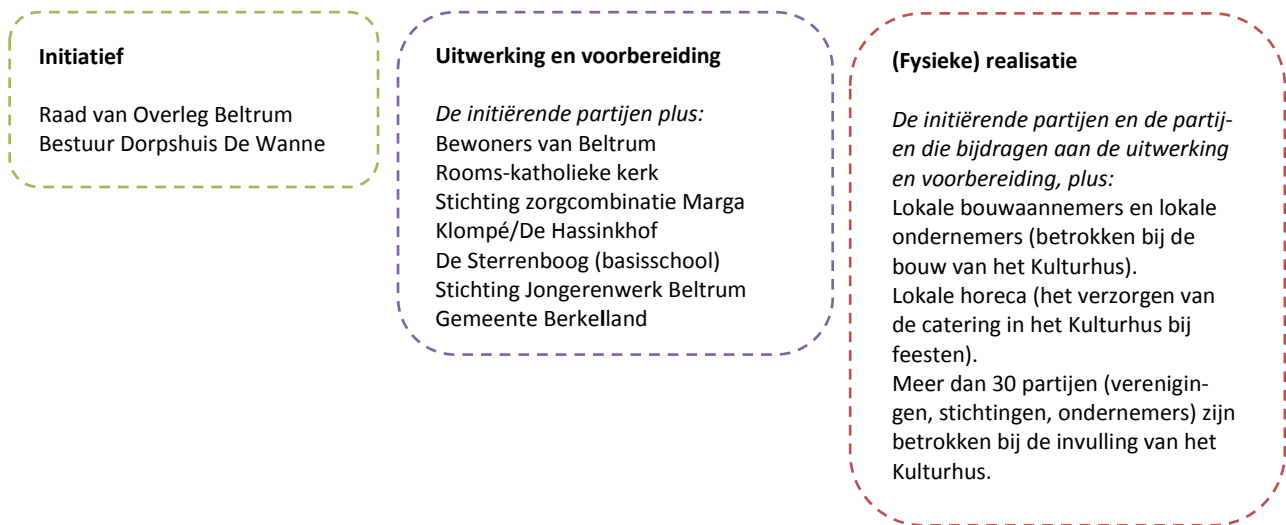 Initiatief
Raad van Overleg Beltrum
Bestuur Dorpshuis De Wanne
Uitwerking en voorbereiding
De initiërende partijen plus:
Bewoners van Beltrum
Rooms-katholieke kerk
Stichting zorgcombinatie Marga
Klompé/De Hassinkhof
De Sterrenboog (basisschool)
Stichting Jongerenwerk Beltrum
Gemeente Berkelland
(Fysieke) realisatie
De initiërende partijen en de partij-
en die bijdragen aan de uitwerking
en voorbereiding, plus:
Lokale bouwaannemers en lokale
ondernemers (betrokken bij de
bouw van het Kulturhus).
Lokale horeca (het verzorgen van
de catering in het Kulturhus bij
feesten).
Meer dan 30 partijen (verenigin-
gen, stichtingen, ondernemers) zijn
betrokken bij de invulling van het
Kulturhus.